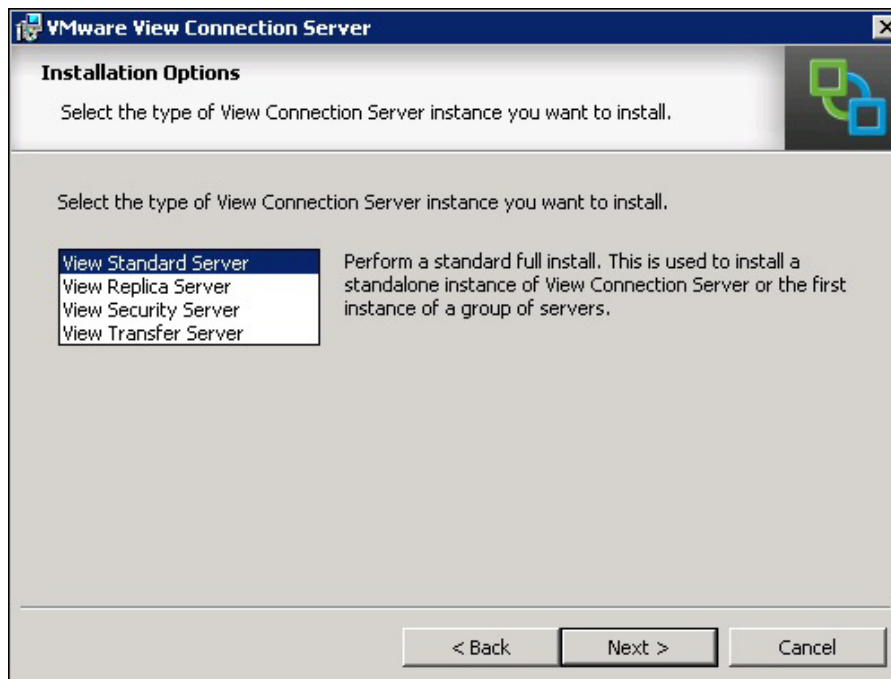 VMware View Connection Server
Installation Options
Select the type of View Connection Server instance you want to install.
Select the type of View Connection Server instance you want to install.
View Standard Server
View Replica Server
View Security Server
View Transfer Server
Perform a standard full install. This is used to install a
standalone instance of View Connection Server or the first
instance of a group of servers.
< Back
Next >
Cancel